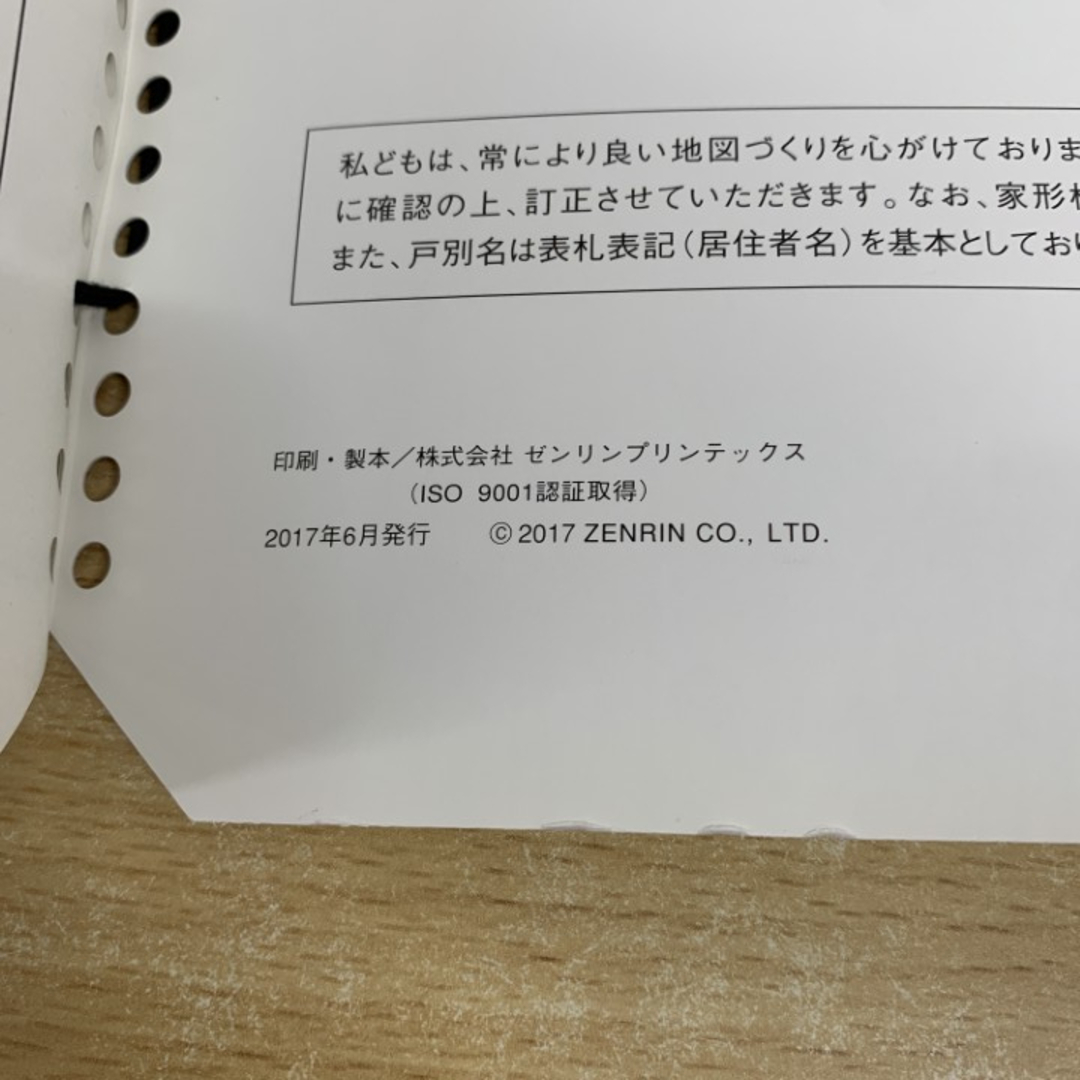 私どもは、常により良い地図づくりを心がけておりま
に確認の上、訂正させていただきます。なお、家形
また、戸別名は表札表記（居住者名）を基本としてお
印刷・製本／株式会社 ゼンリンプリンテックス
（ISO 9001認証取得）
2017年6月発行 © 2017 ZENRIN CO., LTD.